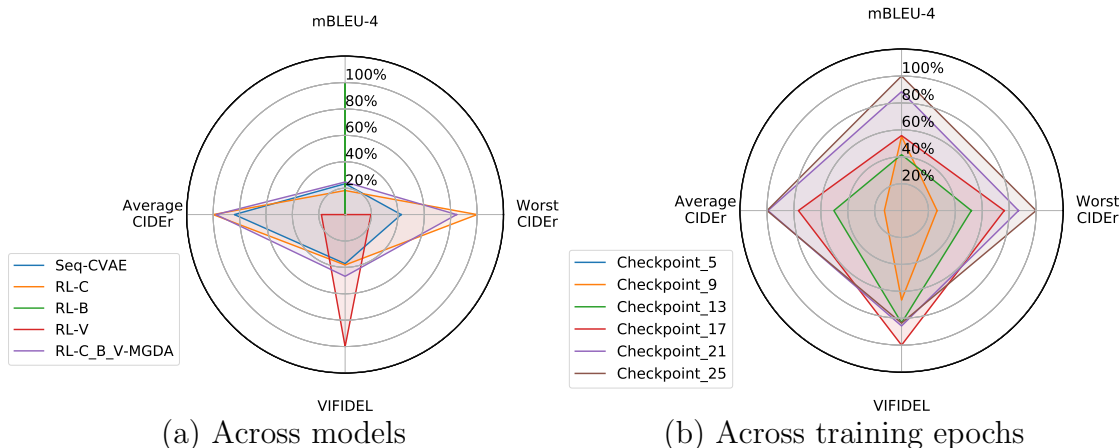 mBLEU-4
100%
80%
60%
40%
20%
Average
CIDEr
Worst
CIDEr
Seq-CVAE
RL-C
RL-B
RL-V
RL-C_B_V-MGDA
VIFIDEL
(a) Across models
mBLEU-4
100%
80%
60%
40%
20%
Average
CIDEr
Worst
CIDEr
Checkpoint_5
Checkpoint_9
Checkpoint_13
Checkpoint_17
Checkpoint_21
Checkpoint_25
VIFIDEL
(b) Across training epochs